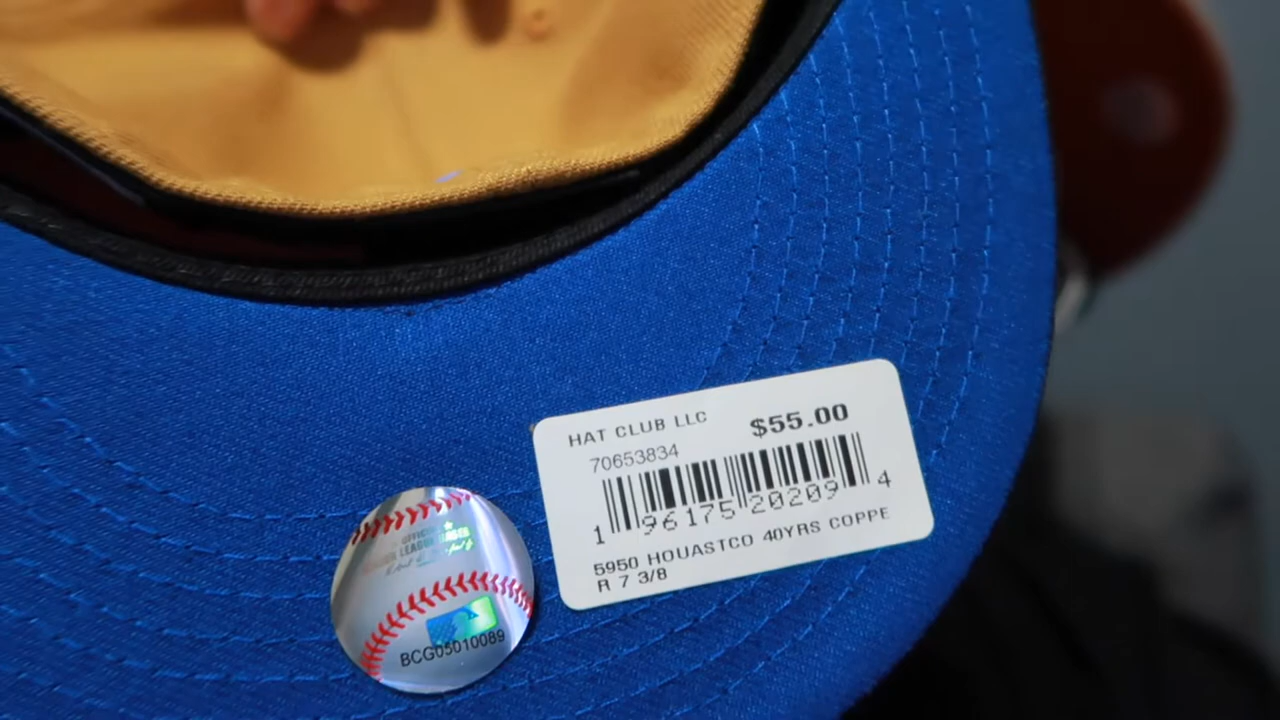 HAT CLUB LLC $55.00
70653834
1 96175 20209 4
5950 HOUASTCO 40YRS COPPE
R 7 3/8
BCG05010089